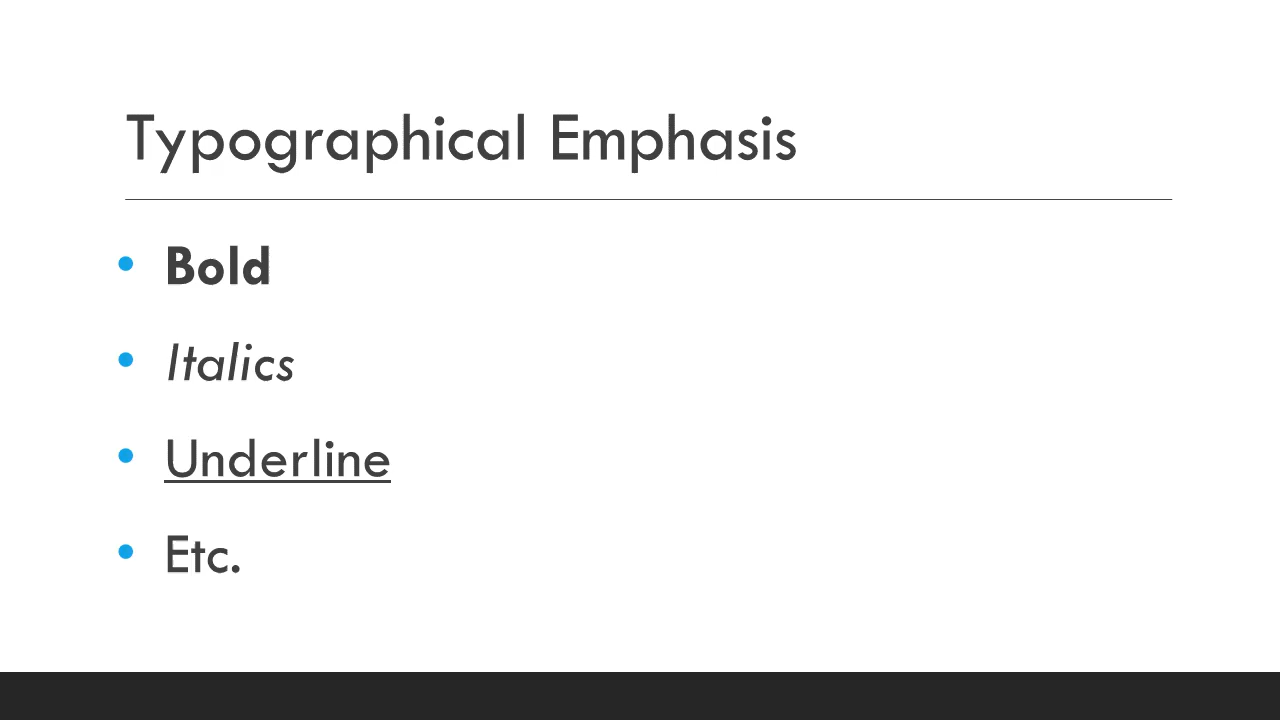 Typographical Emphasis
• Bold
• Italics
• Underline
• Etc.